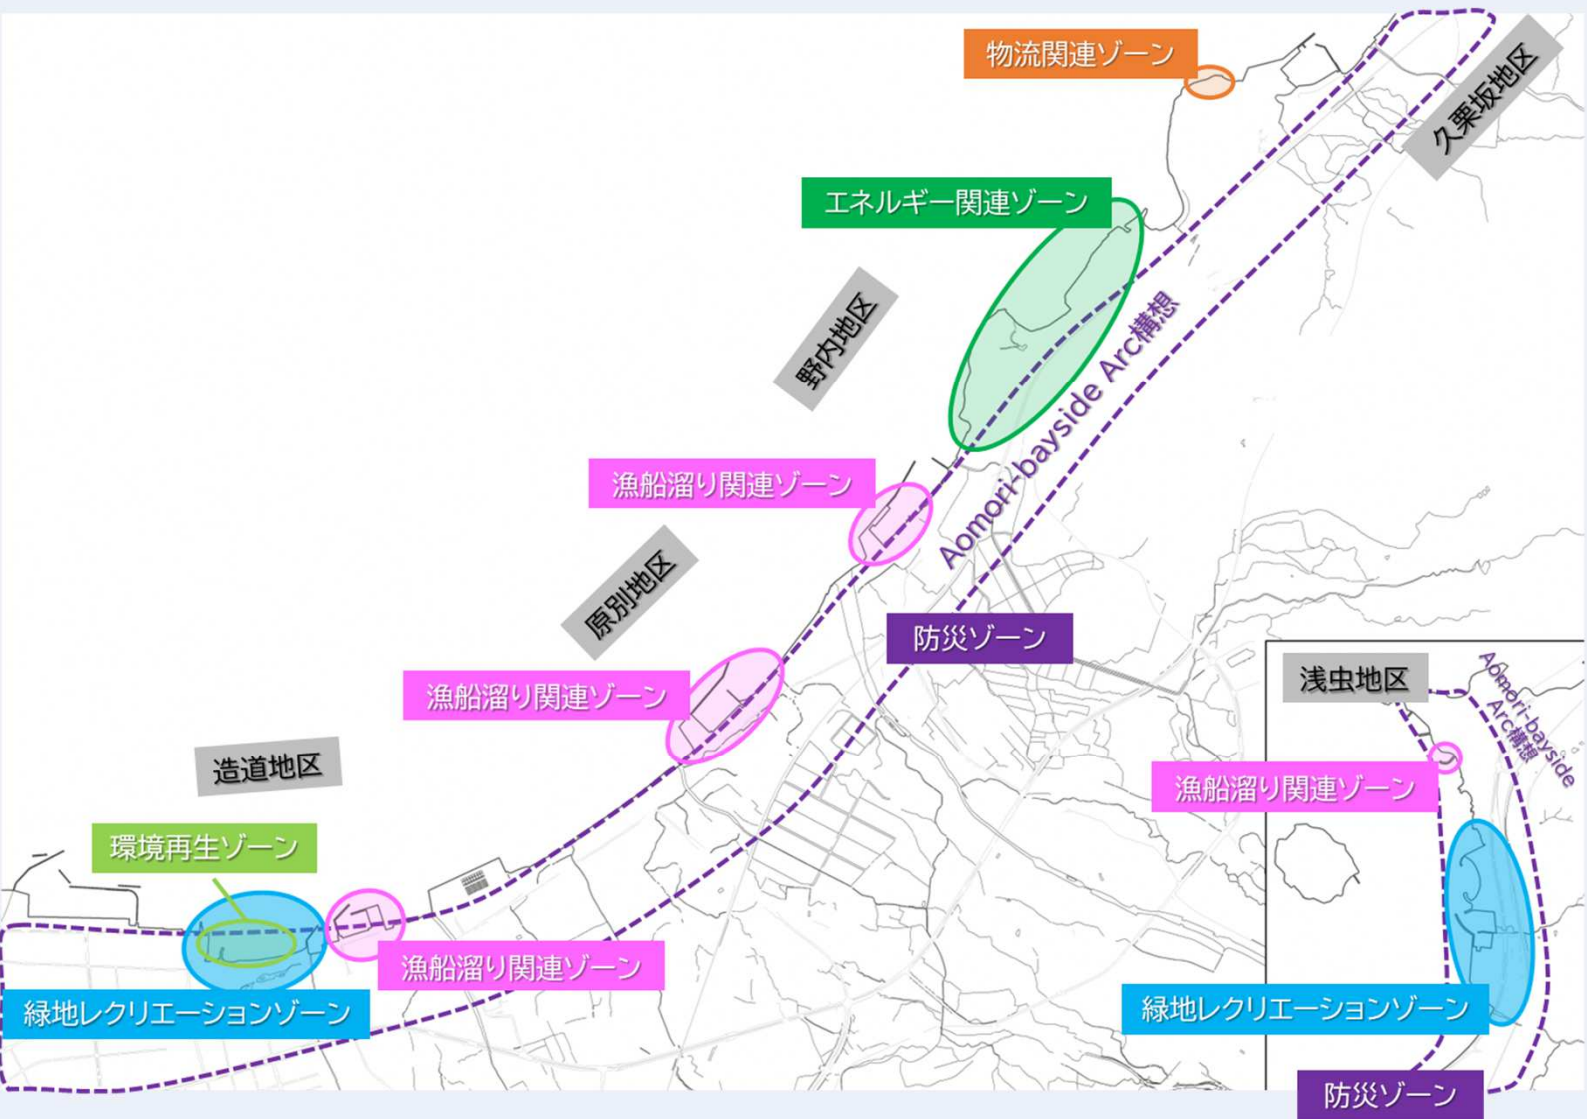 物流関連ゾーン
久栗坂地区
エネルギー関連ゾーン
野内地区
Aomori-bayside Arc構想
漁船溜り関連ゾーン
原別地区
防災ゾーン
漁船溜り関連ゾーン
造道地区
環境再生ゾーン
漁船溜り関連ゾーン
緑地レクリエーションゾーン
浅虫地区
Aomori-bayside
Arc構想
漁船溜り関連ゾーン
緑地レクリエーションゾーン
防災ゾーン